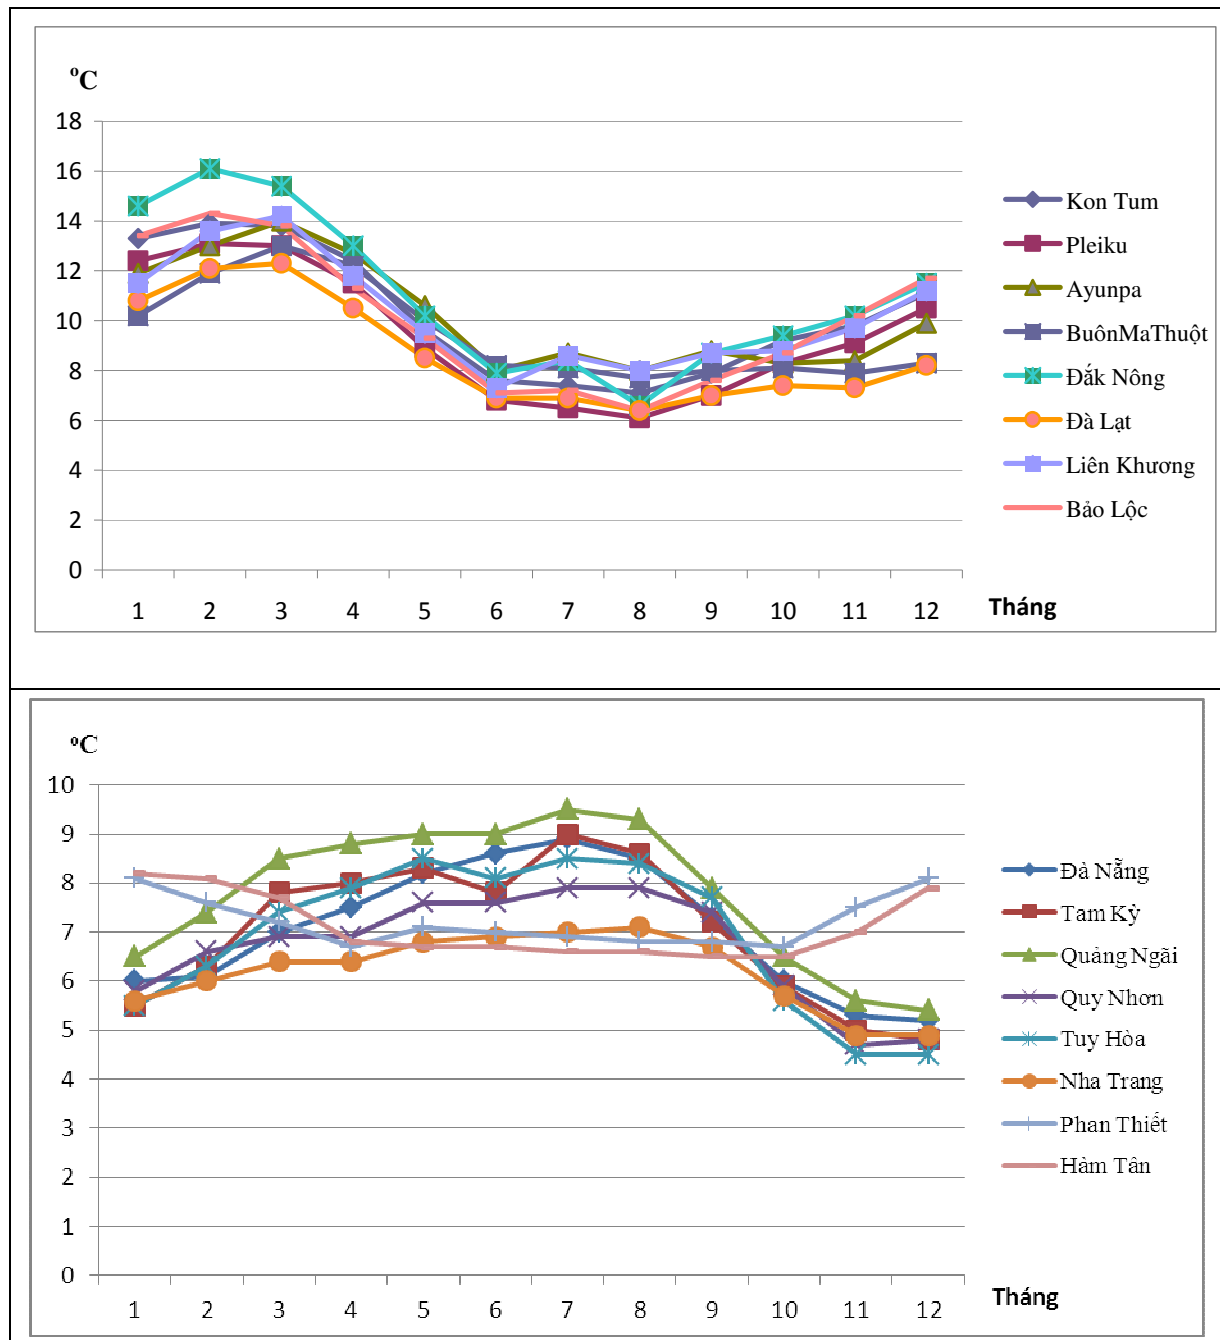 °C
18
16
14
12
10
8
6
4
2
0
1 2 3 4 5 6 7 8 9 10 11 12
Tháng
Kon Tum
Pleiku
Ayunpa
BuônMaThuột
Đắk Nông
Đà Lạt
Liên Khương
Bảo Lộc
°C
10
9
8
7
6
5
4
3
2
1
0
1 2 3 4 5 6 7 8 9 10 11 12
Tháng
Đà Nẵng
Tam Kỳ
Quảng Ngãi
Quy Nhơn
Tuy Hòa
Nha Trang
Phan Thiết
Hàm Tân